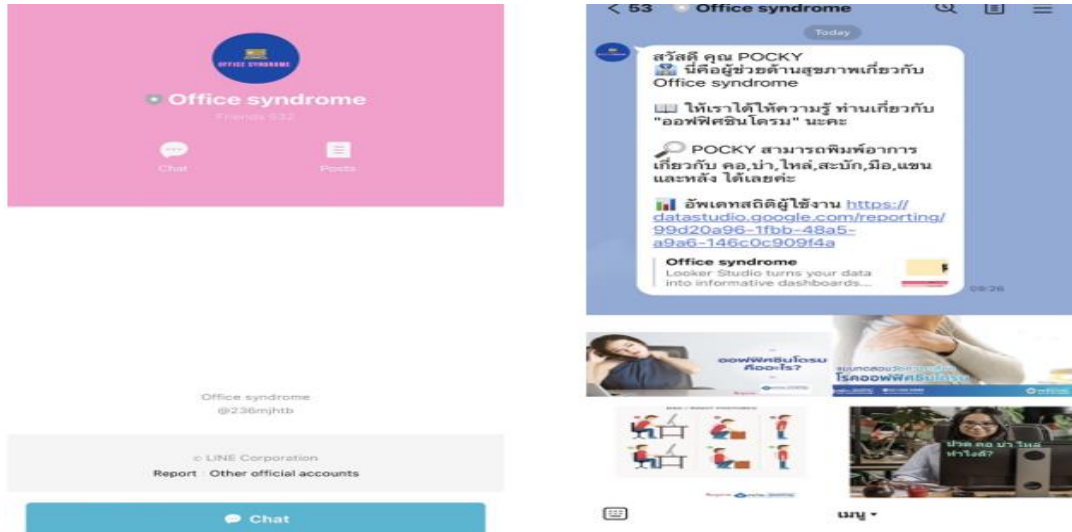 OFFICE SYNDROME
Office syndrome
Friends 532
Chat
Posts
Office syndrome
@236mjhtb
© LINE Corporation
Report Other official accounts
Chat
< 53 Office syndrome
Today
สวัสดี คุณ POCKY
นี่คือผู้ช่วยด้านสุขภาพเกี่ยวกับ
Office syndrome
ให้เราได้ให้ความรู้ ท่านเกี่ยวกับ
"ออฟฟิศซินโดรม" นะคะ
POCKY สามารถพิมพ์อาการ
เกี่ยวกับ คอ,บ่า,ไหล่,สะบัก,มือ,แขน
และหลัง ได้เลยค่ะ
อัพเดทสถิติผู้ใช้งาน https://
datastudio.google.com/reporting/
99d20a96-1fbb-48a5-
a9a6-146c0c909f4a
Office syndrome
Looker Studio turns your data
into informative dashboards...
09:26
ออฟฟิศซินโดรม
คืออะไร?
โรคออฟฟิศซินโดรม
ปวด คอ บ่า ไหล่
ทำไงดี?
เมนู